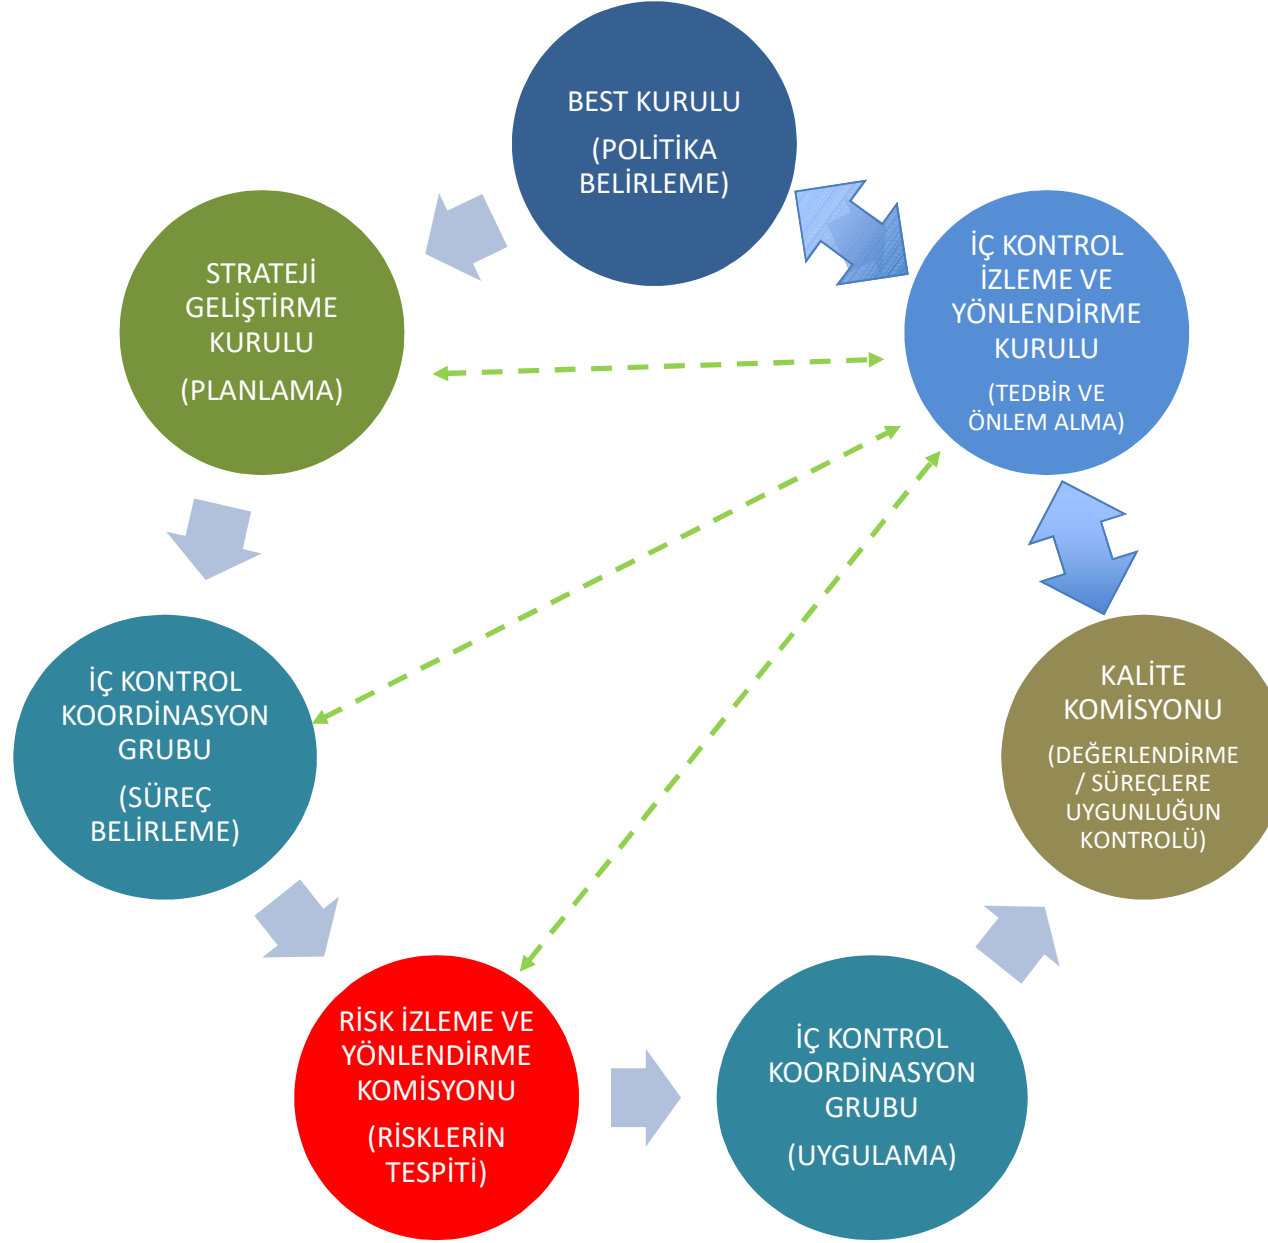 BEST KURULU
(POLİTİKA
BELİRLEME)
İÇ KONTROL
İZLEME VE
YÖNLENDİRME
KURULU
(TEDBİR VE
ÖNLEM ALMA)
STRATEJİ
GELİŞTİRME
KURULU
(PLANLAMA)
İÇ KONTROL
KOORDİNASYON
GRUBU
(SÜREÇ
BELİRLEME)
KALİTE
KOMİSYONU
(DEĞERLENDİRME
/ SÜREÇLERE
UYGUNLUĞUN
KONTROLÜ)
RİSK İZLEME VE
YÖNLENDİRME
KOMİSYONU
(RİSKLERİN
TESPİTİ)
İÇ KONTROL
KOORDİNASYON
GRUBU
(UYGULAMA)